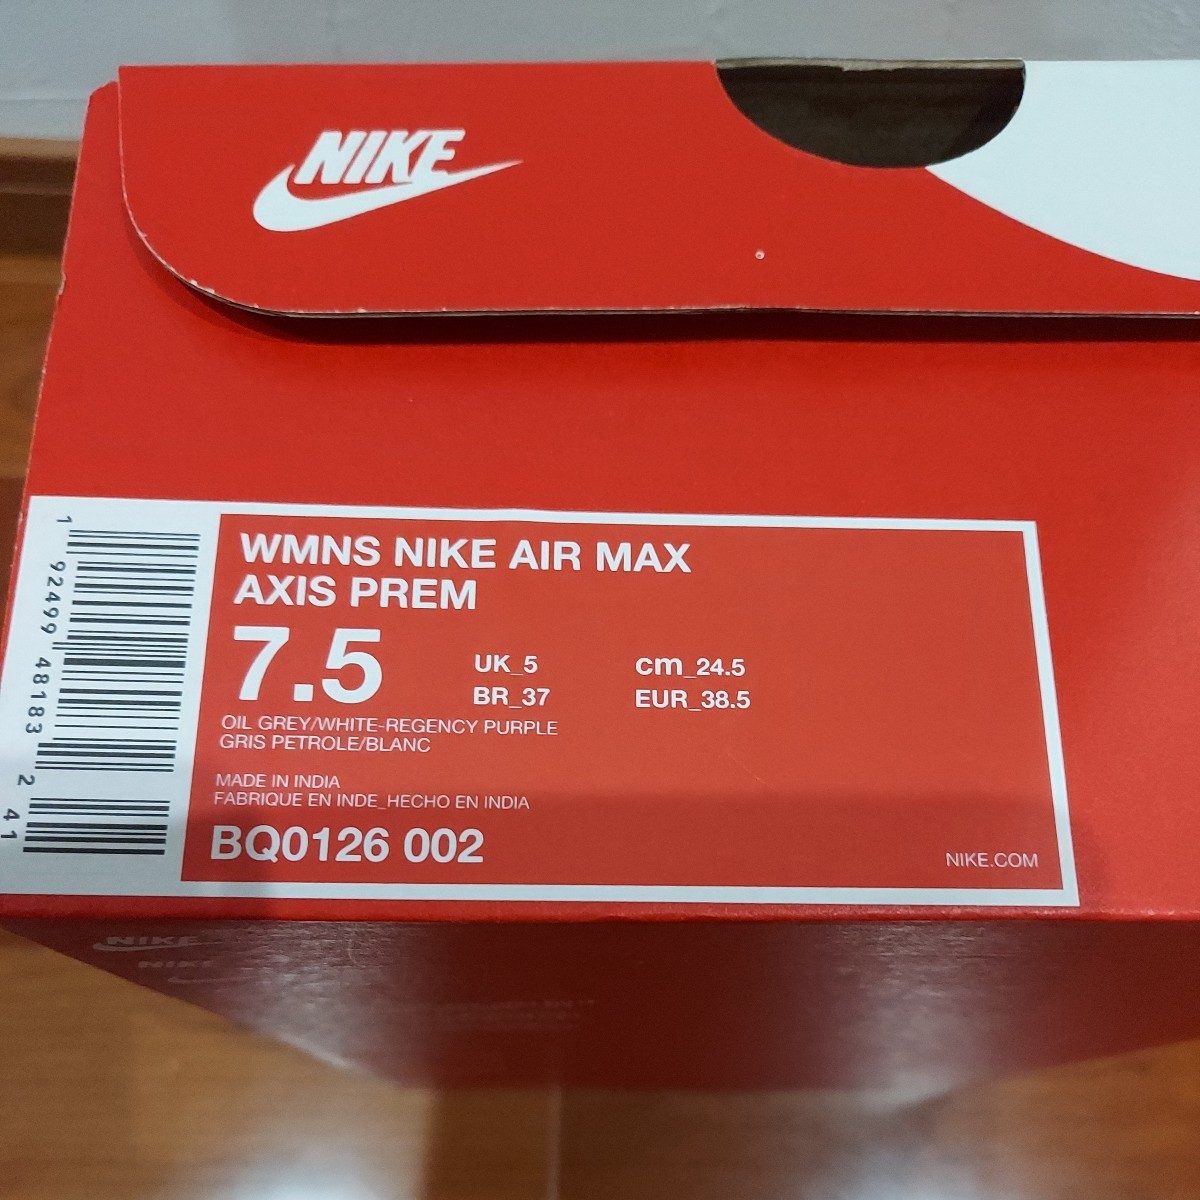 NIKE
WMNS NIKE AIR MAX
AXIS PREM
7.5
UK_5
cm_24.5
BR_37
EUR_38.5
OIL GREY/WHITE-REGENCY PURPLE
GRIS PETROLE/BLANC
MADE IN INDIA
FABRIQUE EN INDE_HECHO EN INDIA
BQ0126 002
NIKE.COM
1 92499 48183 2 41
NIKE
NIKE